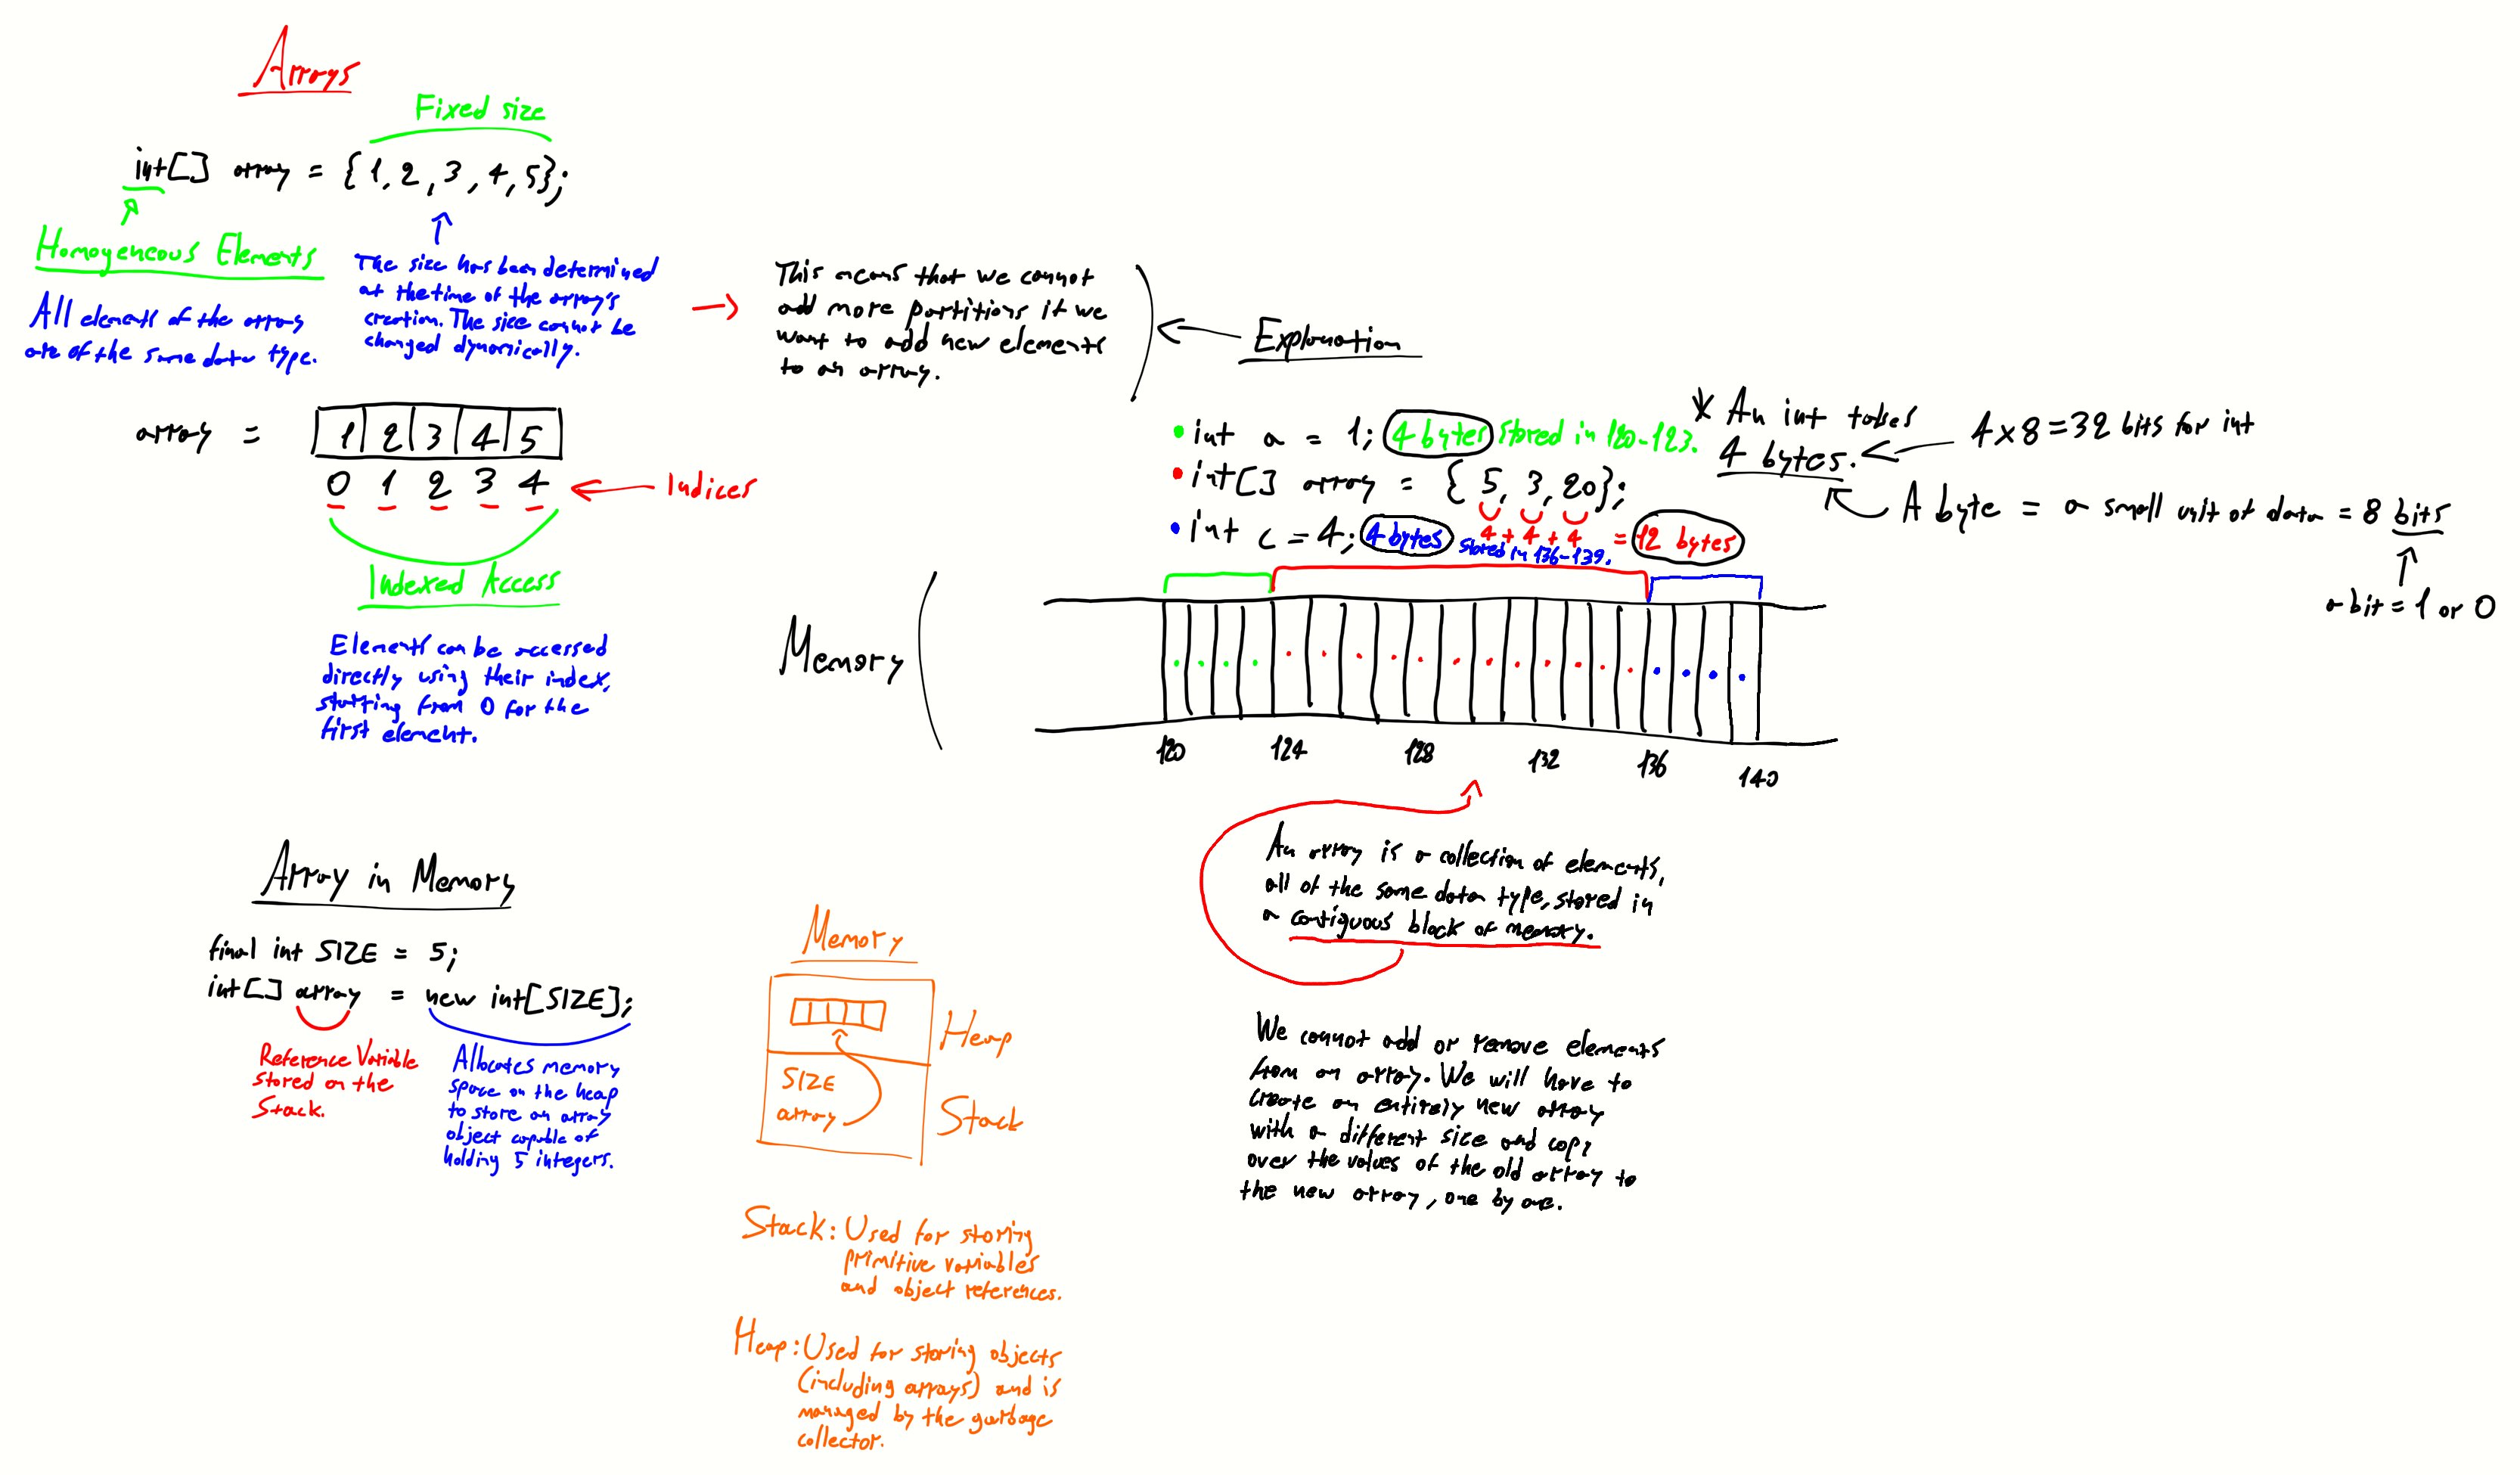 Arrays
Fixed size
int[] array = {1, 2, 3, 4, 5};
Homogeneous Elements
All elements of the array
are of the same data type.
The size has been determined
at the time of the array's
creation. The size cannot be
changed dynamically.
This means that we cannot
add more partitions if we
want to add new elements
to an array.
Explanation
array = 1 2 3 4 5
0 1 2 3 4
Indices
Indexed Access
Elements can be accessed
directly using their index,
starting from 0 for the
first element.
int a = 1; 4 bytes stored in 120-123.
int[] array = { 5, 3, 20};
4 + 4 + 4 = 12 bytes
int c = 4; 4 bytes stored in 136-139.
* An int takes
4 bytes.
4 x 8 = 32 bits for int
A byte = a small unit of data = 8 bits
a bit = 1 or 0
Memory
120 124 128 132 136 140
An array is a collection of elements,
all of the same data type, stored in
a contiguous block of memory.
We cannot add or remove elements
from an array. We will have to
create an entirely new array
with a different size and copy
over the values of the old array to
the new array, one by one.
Array in Memory
final int SIZE = 5;
int[] array = new int[SIZE];
Reference Variable
stored on the
Stack.
Allocates memory
space on the heap
to store an array
object capable of
holding 5 integers.
Memory
Heap
SIZE
array
Stack
Stack: Used for storing
primitive variables
and object references.
Heap: Used for storing objects
(including arrays) and is
managed by the garbage
collector.